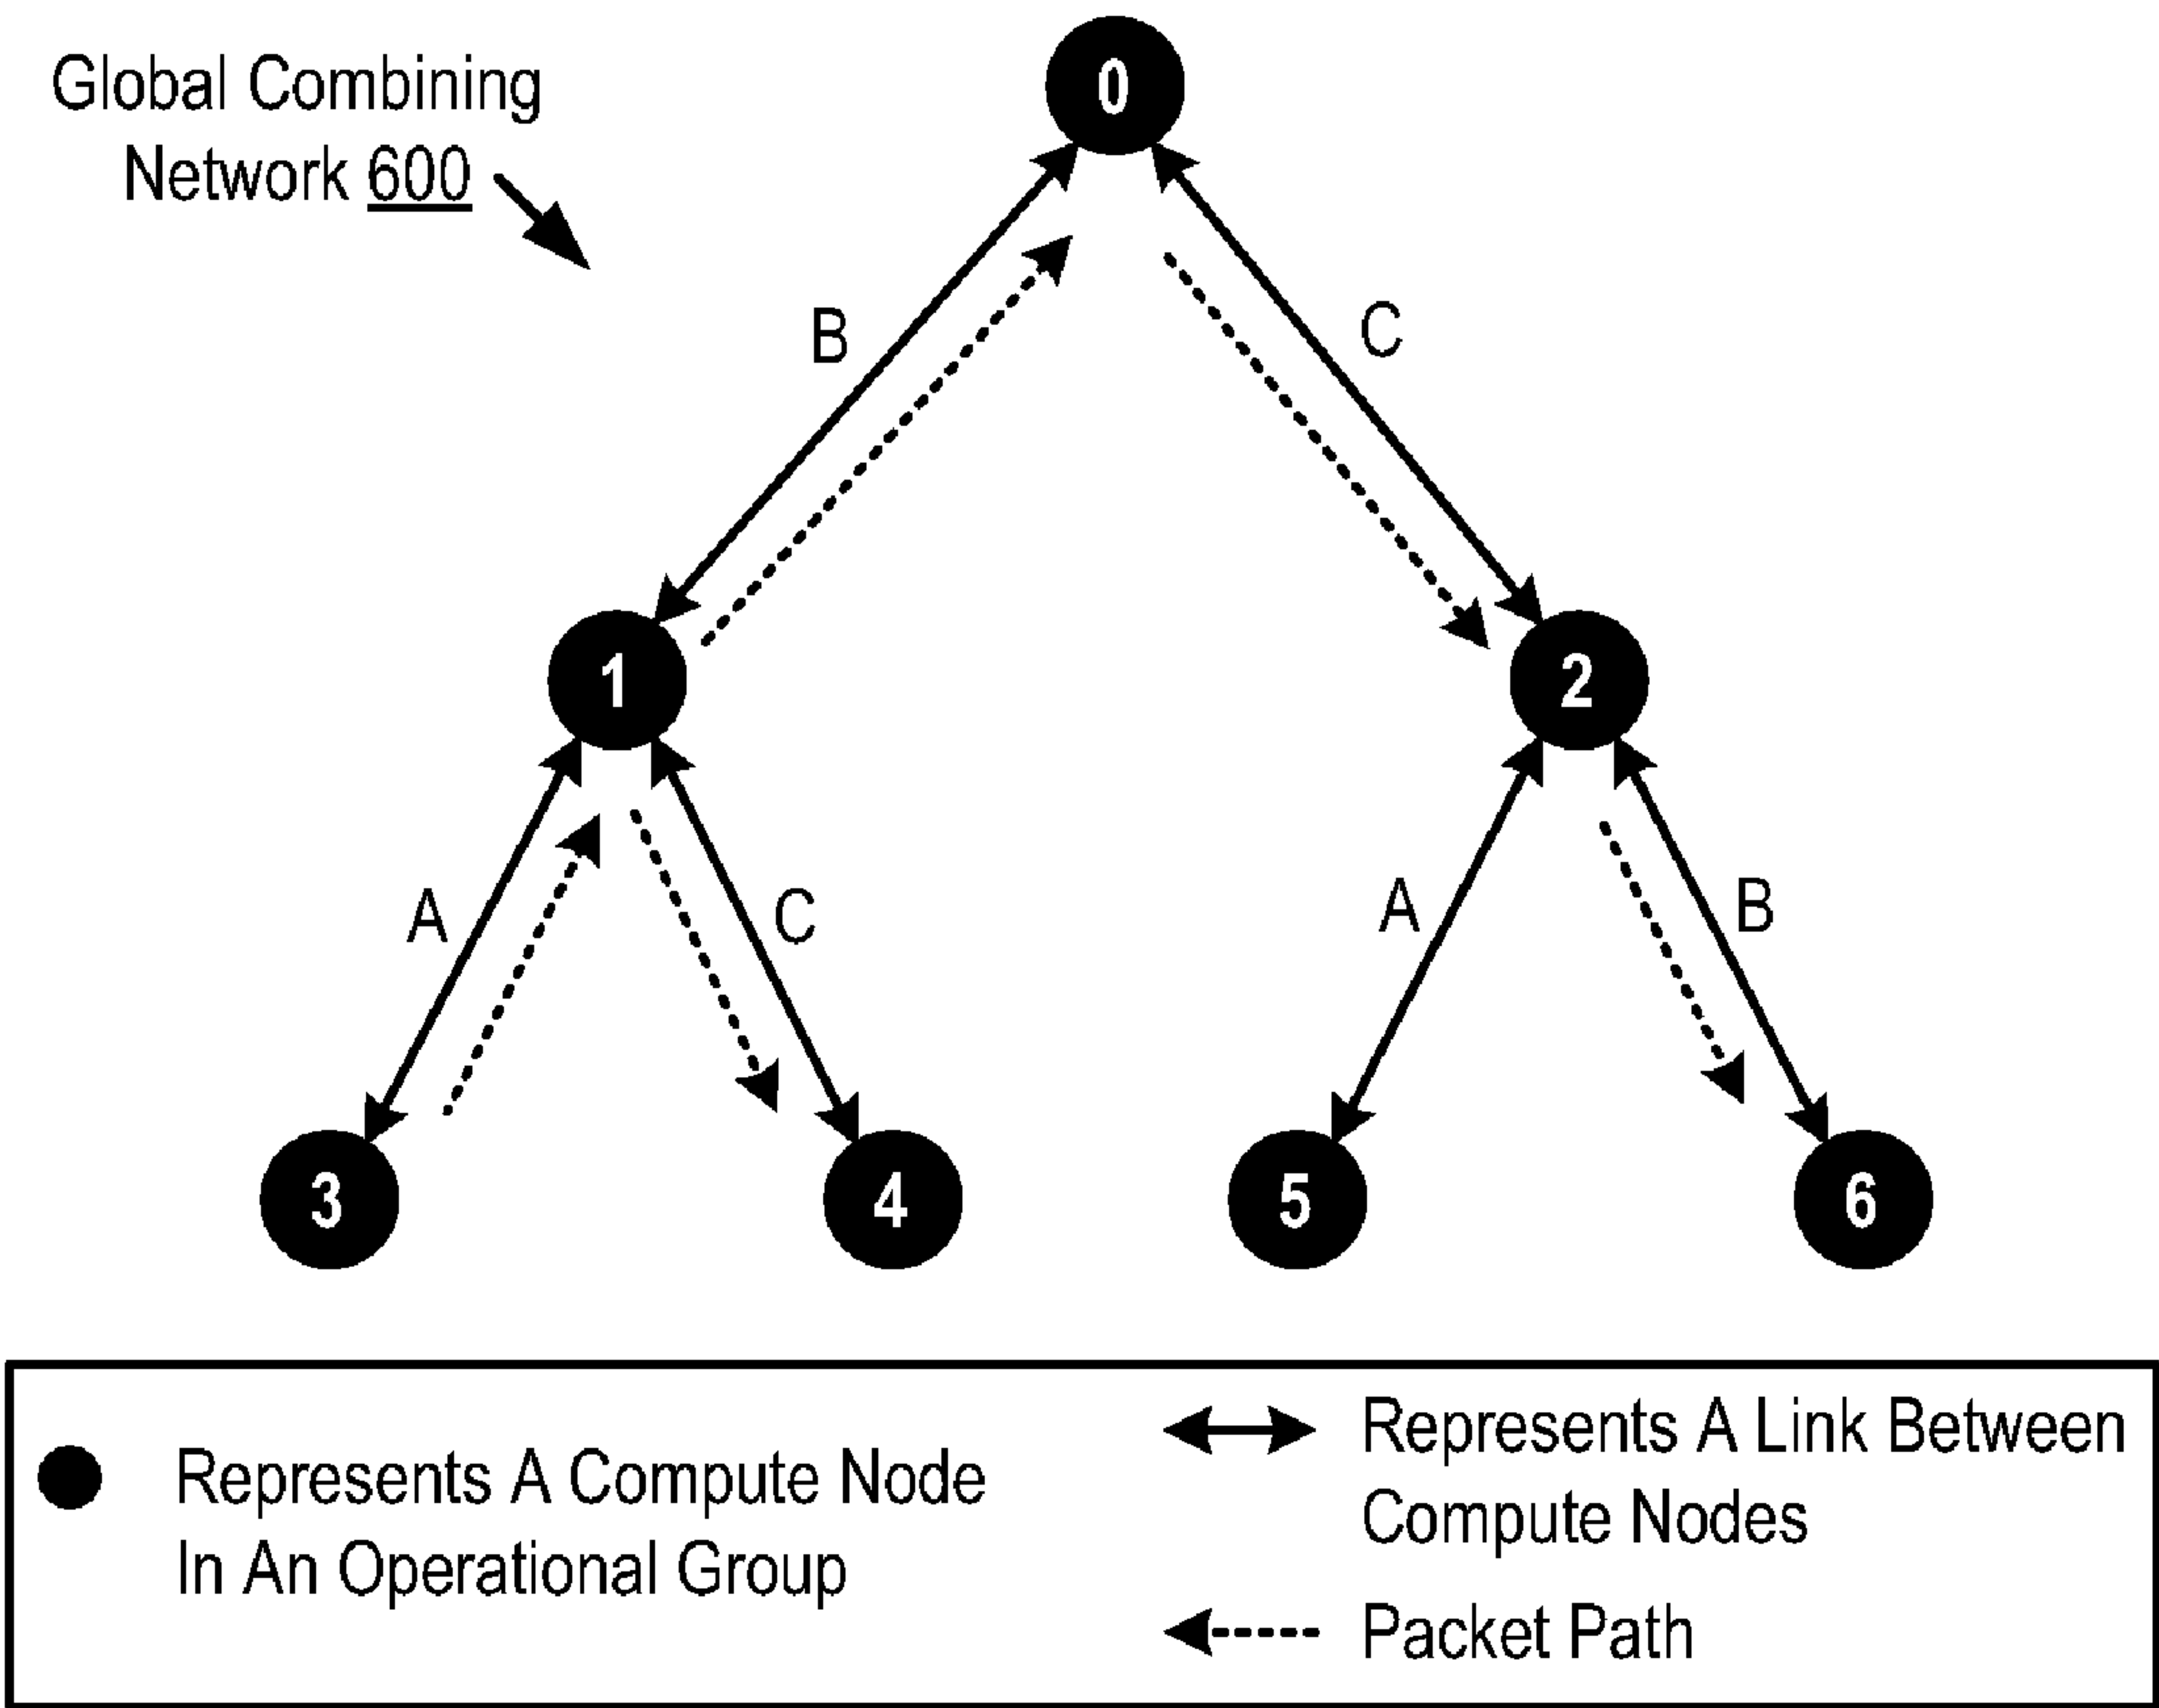 Global Combining
Network 600
0
B
C
1
2
A
C
A
B
3
4
5
6
Represents A Compute Node
In An Operational Group
Represents A Link Between
Compute Nodes
Packet Path